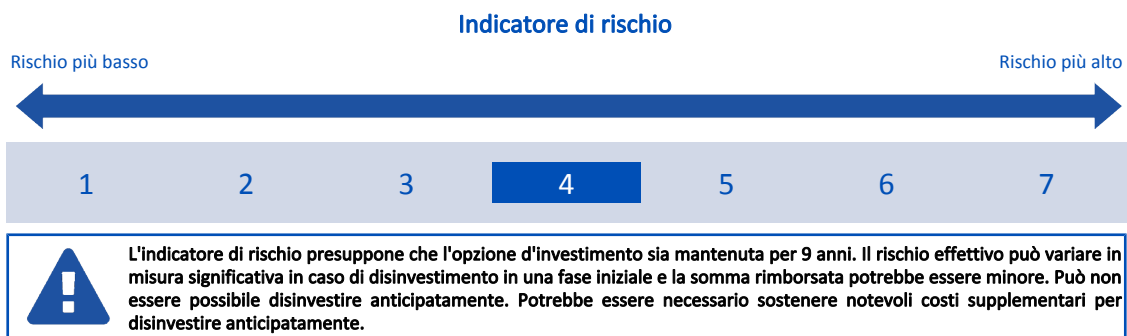 Indicatore di rischio
Rischio più basso Rischio più alto
1 2 3 4 5 6 7
L'indicatore di rischio presuppone che l'opzione d'investimento sia mantenuta per 9 anni. Il rischio effettivo può variare in
misura significativa in caso di disinvestimento in una fase iniziale e la somma rimborsata potrebbe essere minore. Può non
essere possibile disinvestire anticipatamente. Potrebbe essere necessario sostenere notevoli costi supplementari per
disinvestire anticipatamente.